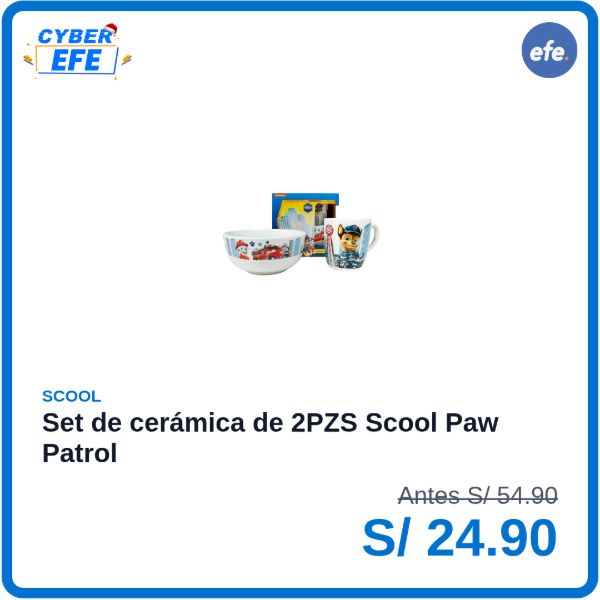 CYBER
EFE
efe.
SCOOL
Set de cerámica de 2PZS Scool Paw
Patrol
Antes S/ 54.90
S/ 24.90